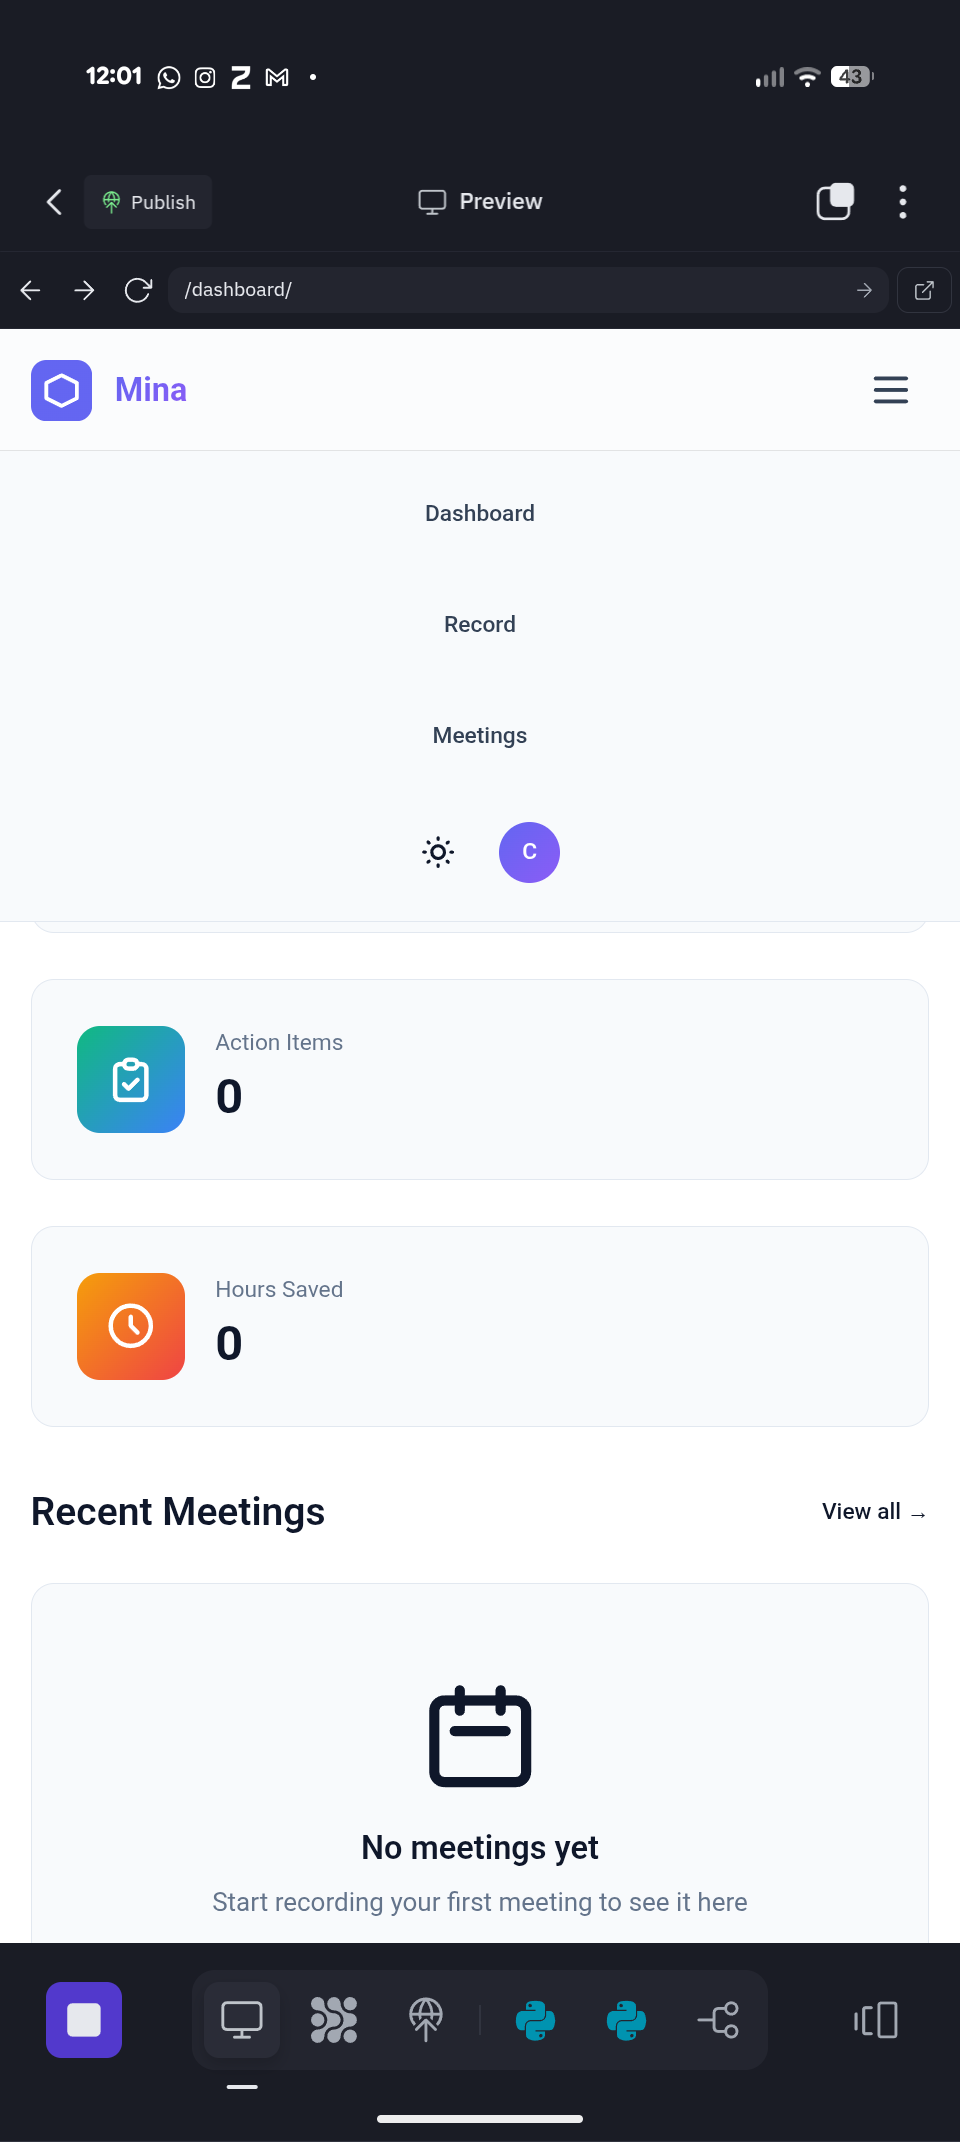 12:01
43
Publish
Preview
/dashboard/
Mina
Dashboard
Record
Meetings
C
Action Items
0
Hours Saved
0
Recent Meetings
View all →
No meetings yet
Start recording your first meeting to see it here